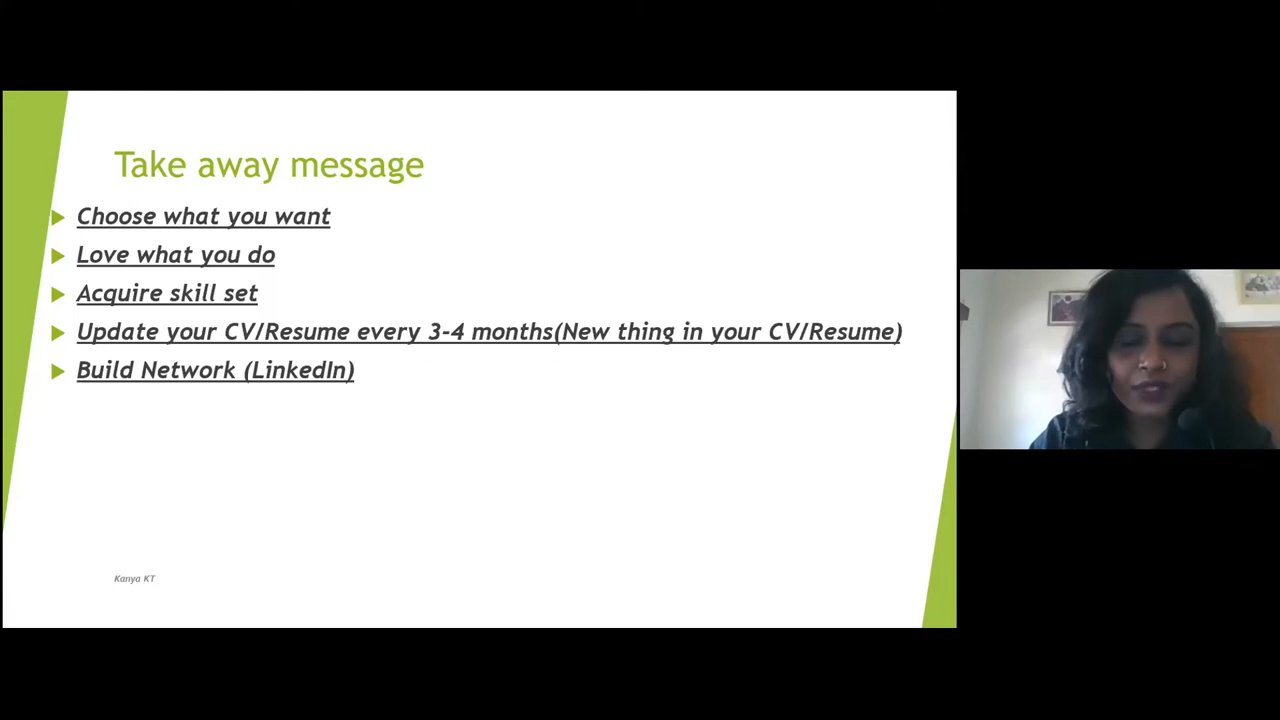 Take away message
Choose what you want
Love what you do
Acquire skill set
Update your CV/Resume every 3-4 months(New thing in your CV/Resume)
Build Network (LinkedIn)
Kanya KT